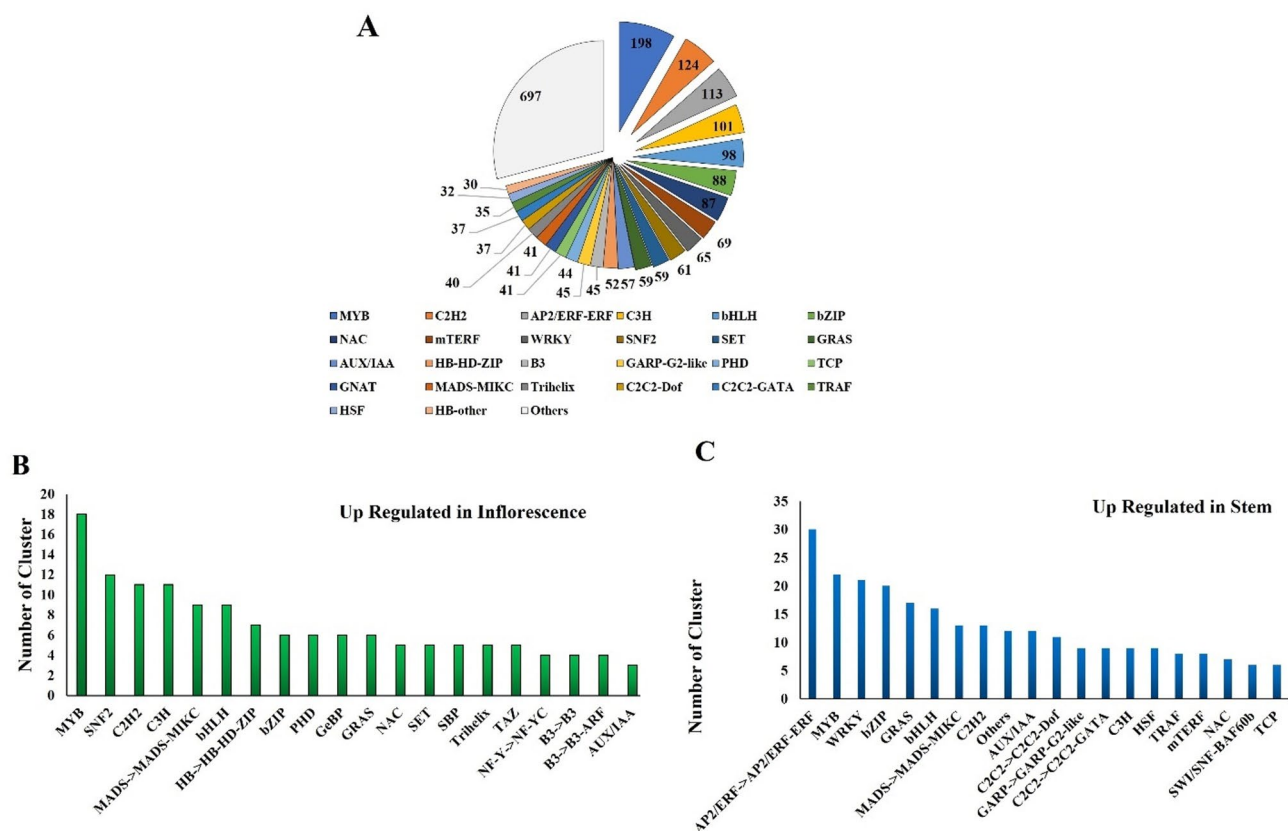 A
198
124
113
101
98
88
87
69
65
61
59
59
57
52
45
45
44
41
41
41
40
37
37
35
32
30
697
MYB C2H2 AP2/ERF-ERF C3H bHLH bZIP
NAC mTERF WRKY SNF2 SET GRAS
AUX/IAA HB-HD-ZIP B3 GARP-G2-like PHD TCP
GNAT MADS-MIKC Trihelix C2C2-Dof C2C2-GATA TRAF
HSF HB-other Others
B
Up Regulated in Inflorescence
Number of Cluster
20
18
16
14
12
10
8
6
4
2
0
MYB
SNF2
C2H2
C3H
MADS->MADS-MIKC
bHLH
HB->HB-HD-ZIP
bZIP
PHD
GeBP
GRAS
NAC
SET
SBP
Trihelix
TAZ
NF-Y->NF-YC
B3->B3
B3->B3-ARF
AUX/IAA
C
Up Regulated in Stem
Number of Cluster
35
30
25
20
15
10
5
0
AP2/ERF->AP2/ERF-ERF
MYB
WRKY
bZIP
GRAS
bHLH
MADS->MADS-MIKC
C2H2
Others
AUX/IAA
C2C2->C2C2-Dof
GARP->GARP-G2-like
C2C2->C2C2-GATA
C3H
HSF
TRAF
mTERF
NAC
SWI/SNF-BAF60b
TCP